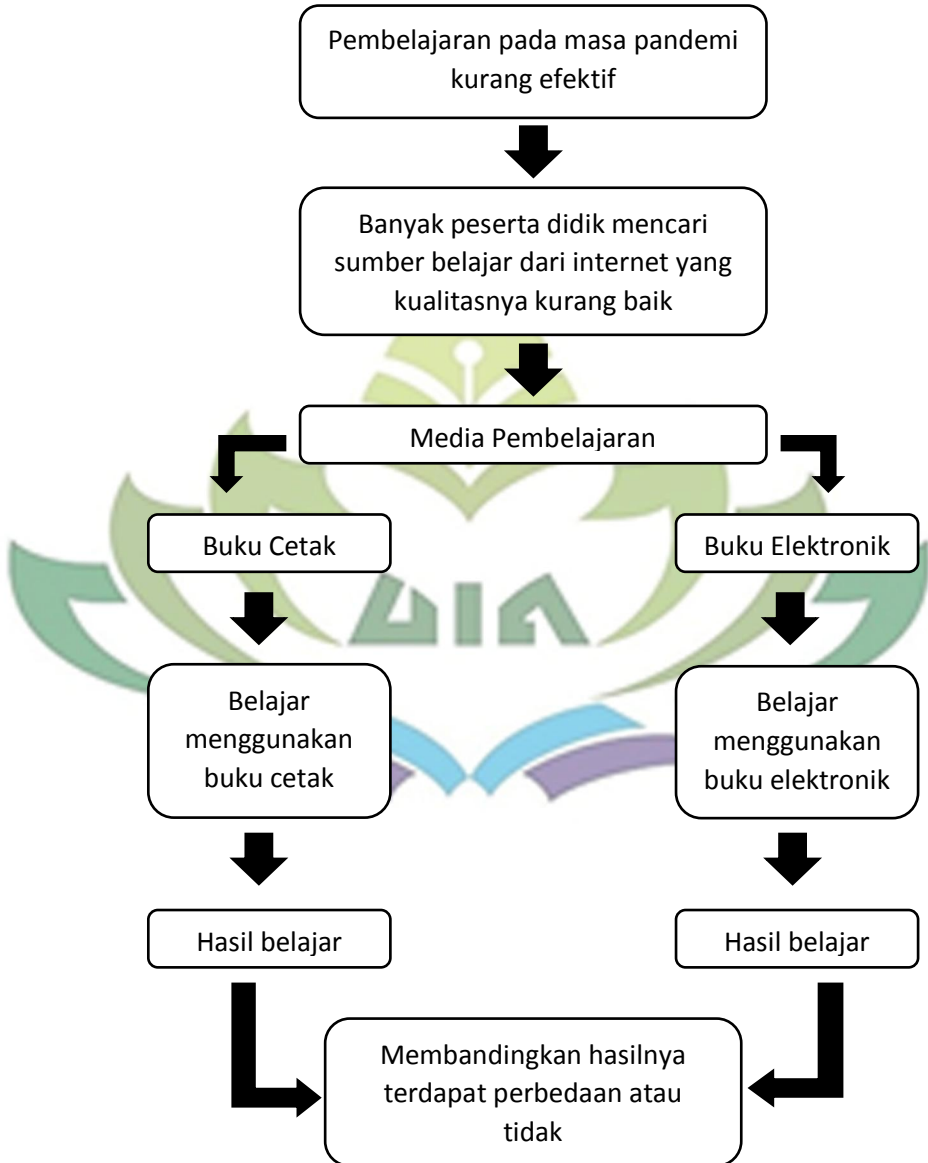 Pembelajaran pada masa pandemi
kurang efektif
Banyak peserta didik mencari
sumber belajar dari internet yang
kualitasnya kurang baik
Media Pembelajaran
Buku Cetak
Buku Elektronik
UIN
Belajar
menggunakan
buku cetak
Belajar
menggunakan
buku elektronik
Hasil belajar
Hasil belajar
Membandingkan hasilnya
terdapat perbedaan atau
tidak